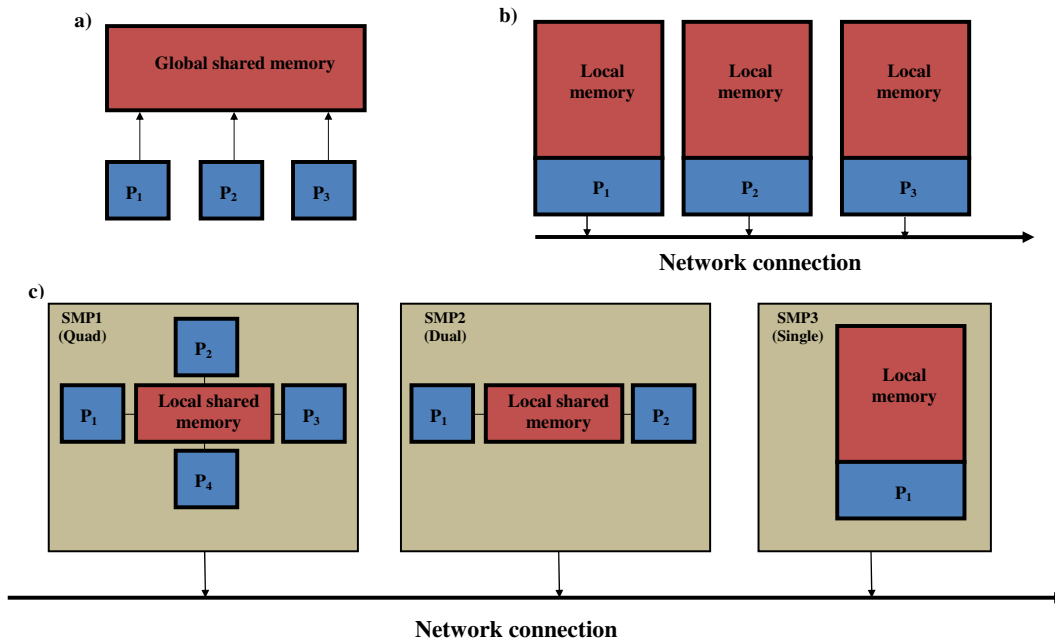 a)
Global shared memory
P₁
P₂
P₃
b)
Local
memory
Local
memory
Local
memory
P₁
P₂
P₃
Network connection
c)
SMP1
(Quad)
P₂
P₁
Local shared
memory
P₃
P₄
SMP2
(Dual)
P₁
Local shared
memory
P₂
SMP3
(Single)
Local
memory
P₁
Network connection